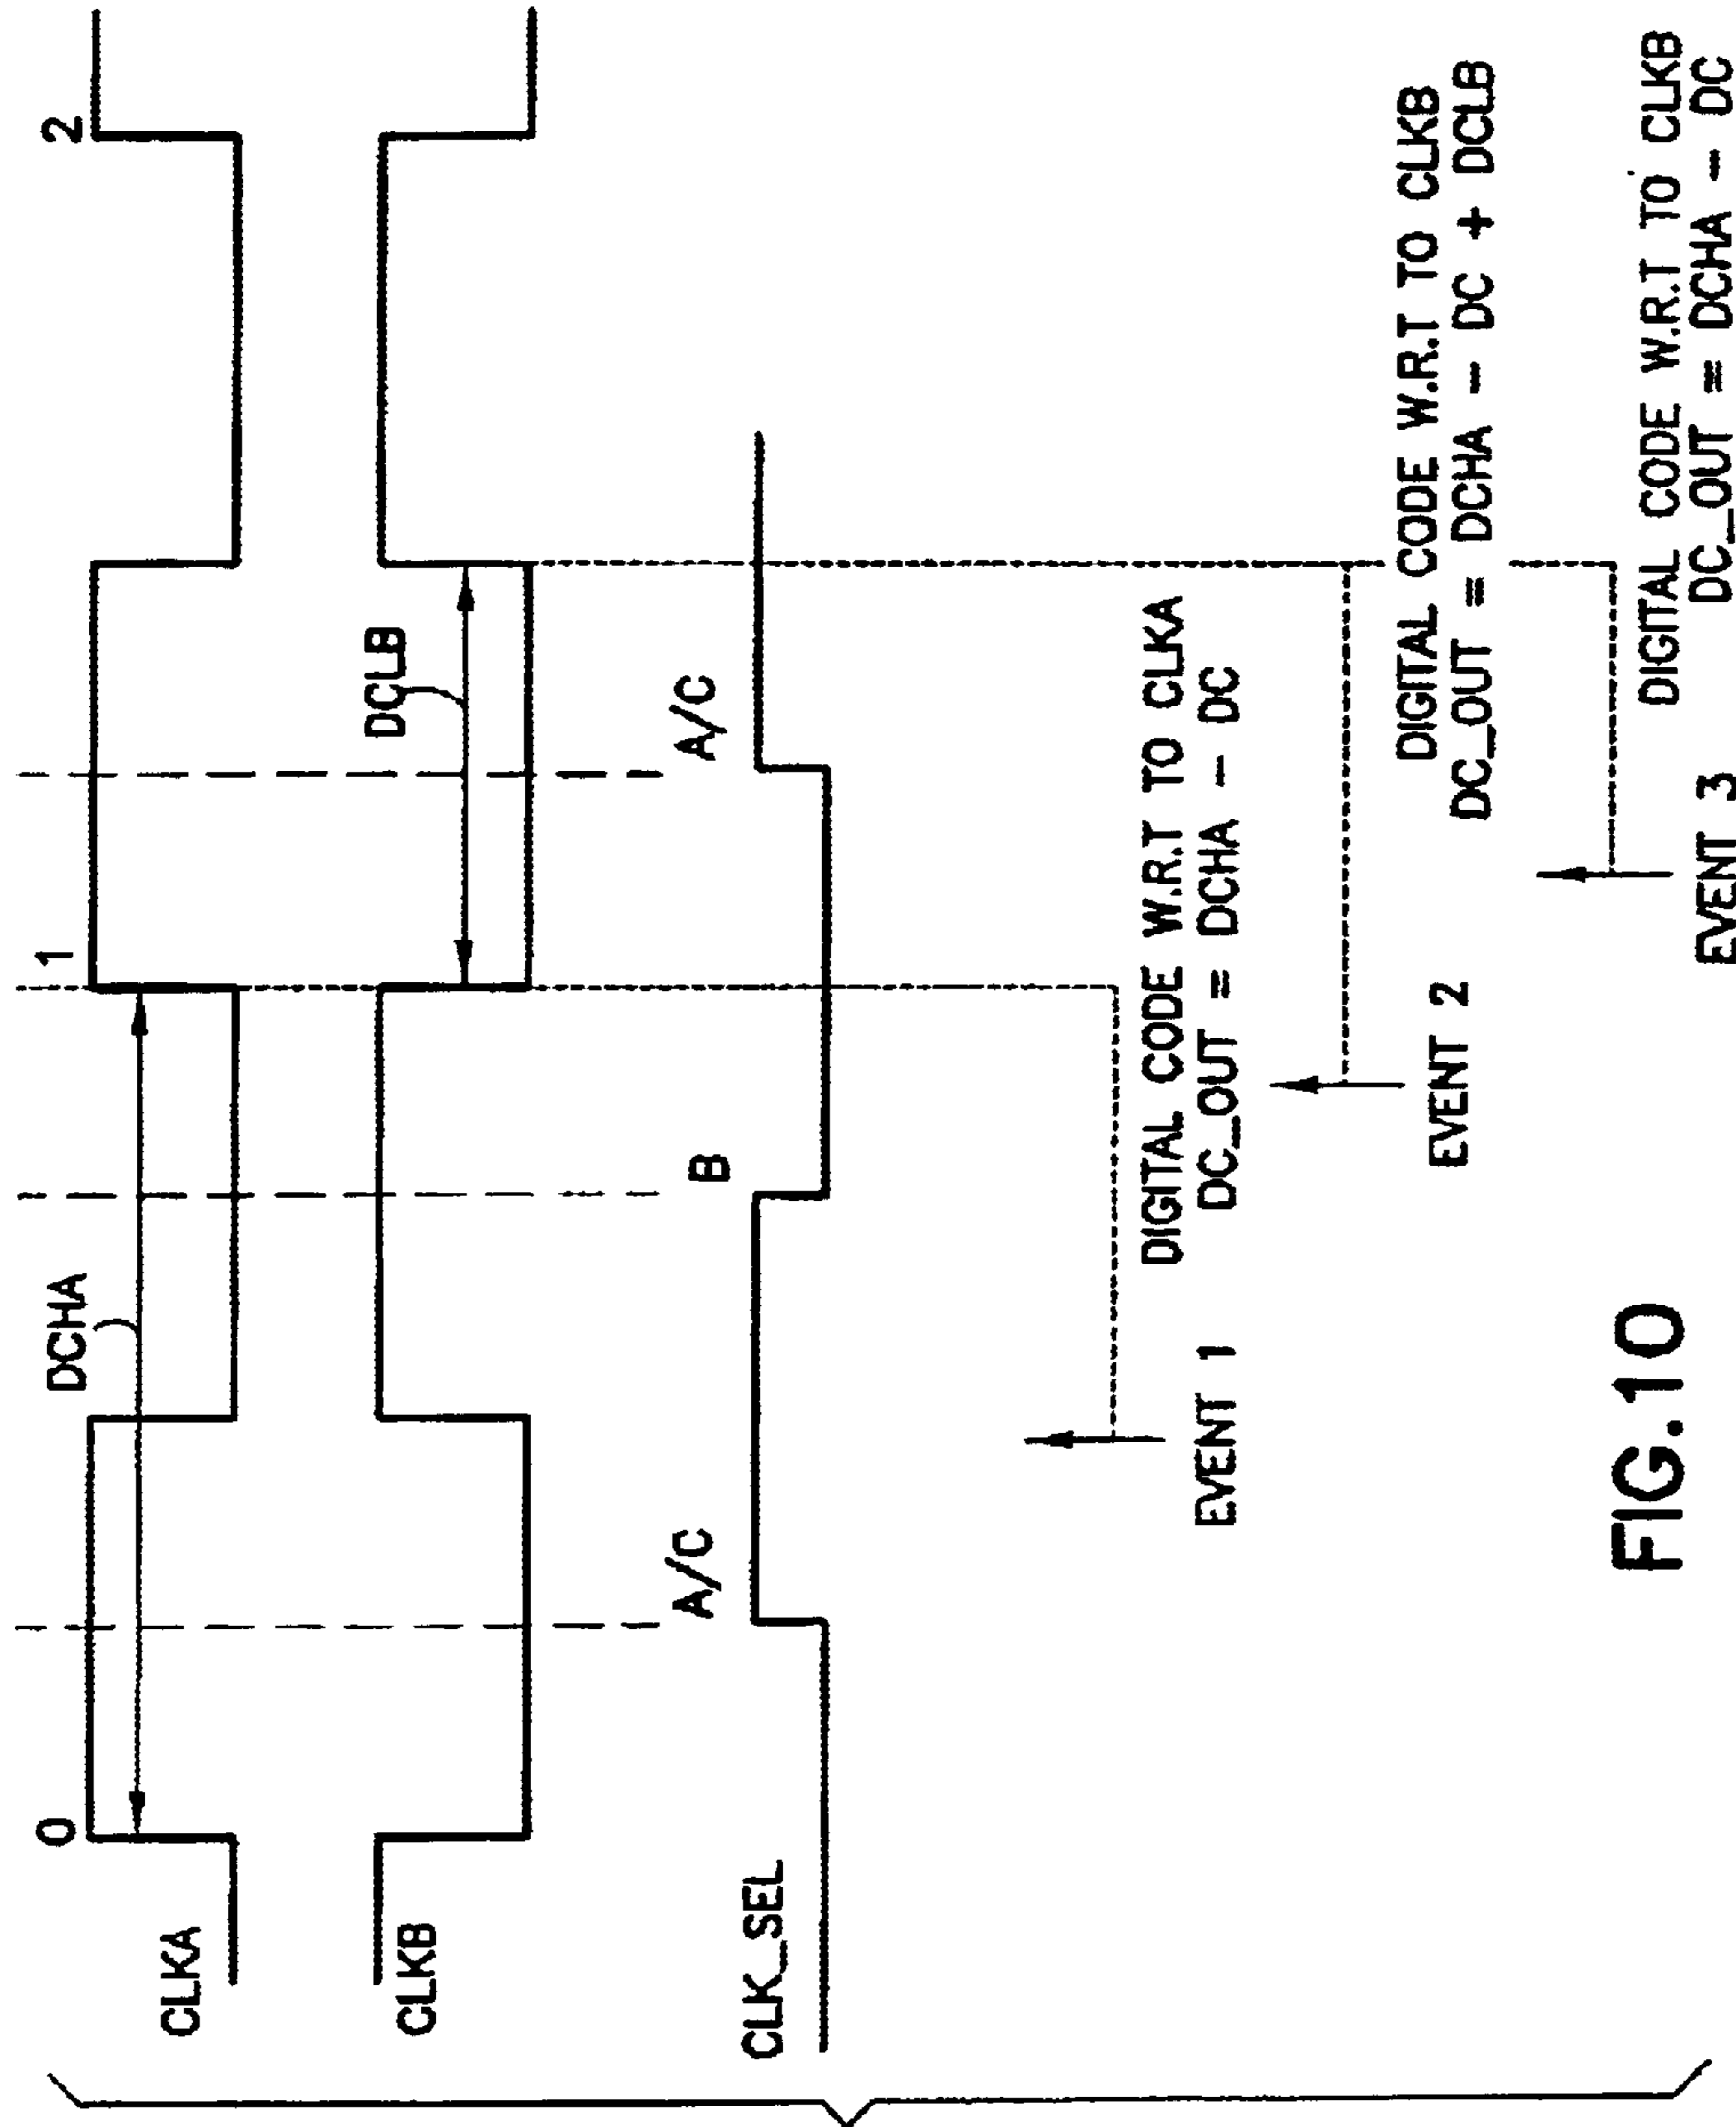 0
1
2
CLKA
DCHA
CLKB
DCLB
A/C
B
A/C
CLK_SEL
EVENT 1
DIGITAL CODE W.R.T TO CLKA
DC_OUT = DCHA - DC
EVENT 2
DIGITAL CODE W.R.T TO CLKB
DC_OUT = DCHA - DC + DCLB
EVENT 3
DIGITAL CODE W.R.T TO CLKB
DC_OUT = DCHA - DC
FIG.10